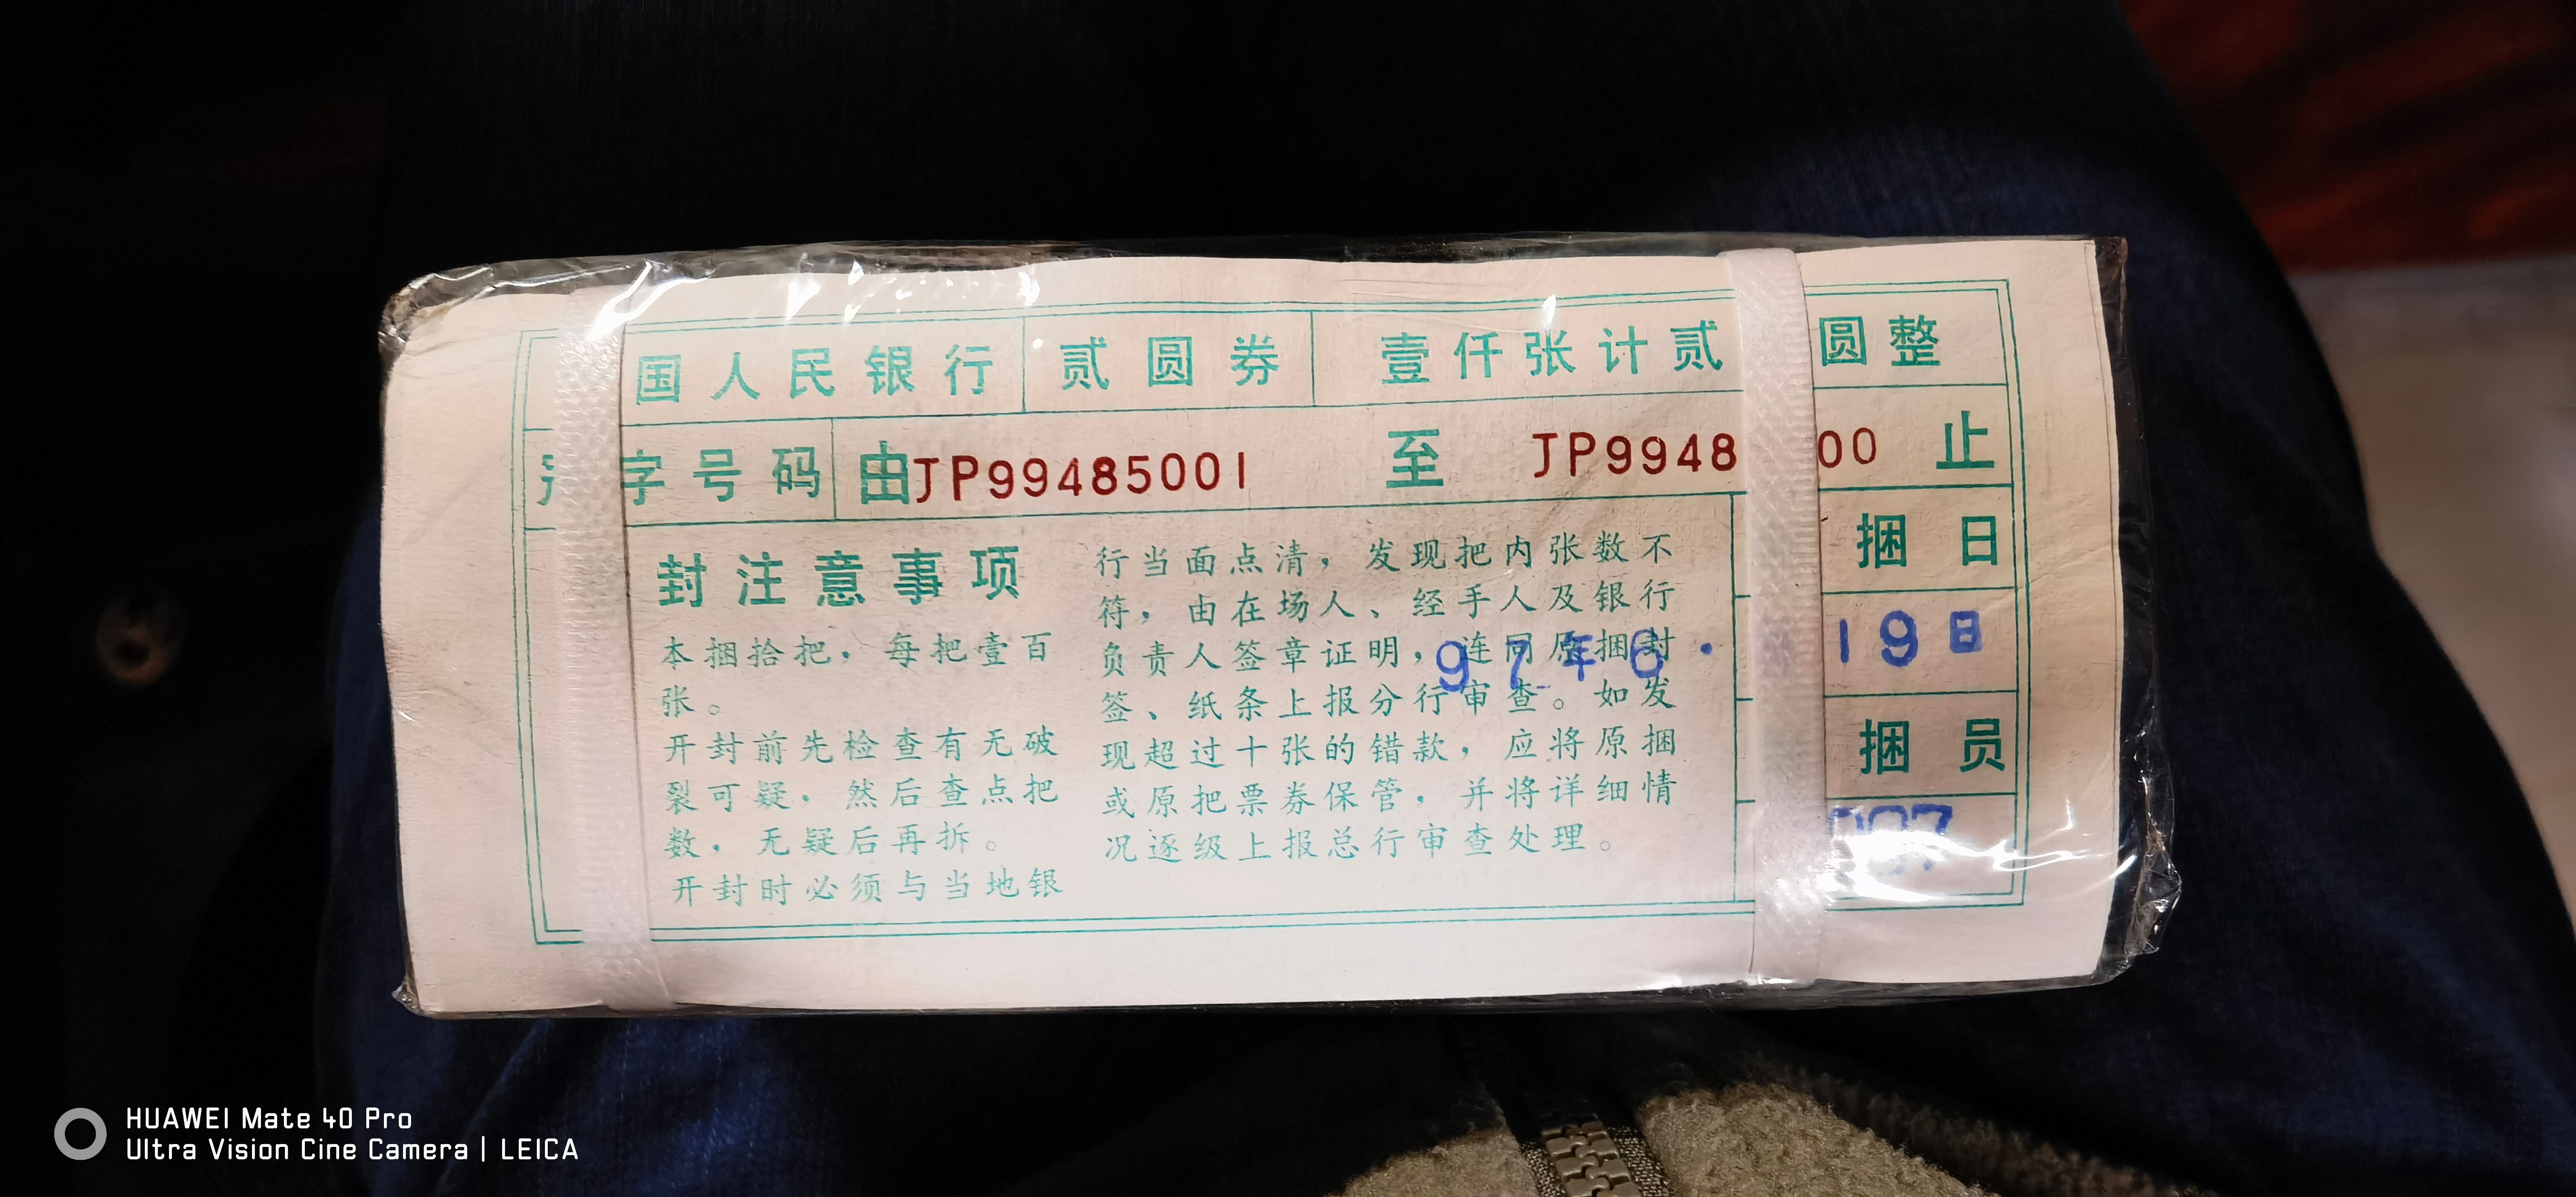 国人民银行 贰圆券 壹仟张计贰 圆整
字号码 由JP99485001 至 JP9948 00 止
封注意事项
本捆拾把，每把壹百
张。
开封前先检查有无破
裂可疑，然后查点把
数，无疑后再拆。
开封时必须与当地银
行当面点清，发现把内张数不
符，由在场人、经手人及银行
负责人签章证明，连同原捆封
签、纸条上报分行审查。如发
现超过十张的错款，应将原捆
或原把票券保管，并将详细情
况逐级上报总行审查处理。
捆日
97年6· 198
捆员
HUAWEI Mate 40 Pro
Ultra Vision Cine Camera | LEICA